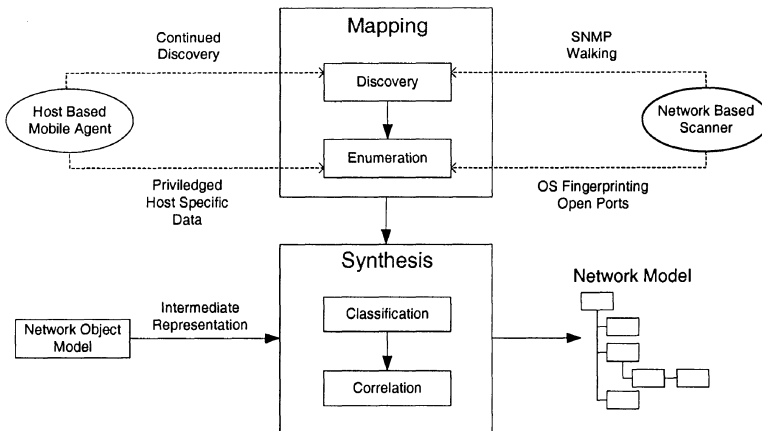 Continued
Discovery
Mapping
SNMP
Walking
Discovery
Host Based
Mobile Agent
Network Based
Scanner
Enumeration
Priviledged
Host Specific
Data
OS Fingerprinting
Open Ports
Synthesis
Network Model
Intermediate
Representation
Classification
Network Object
Model
Correlation